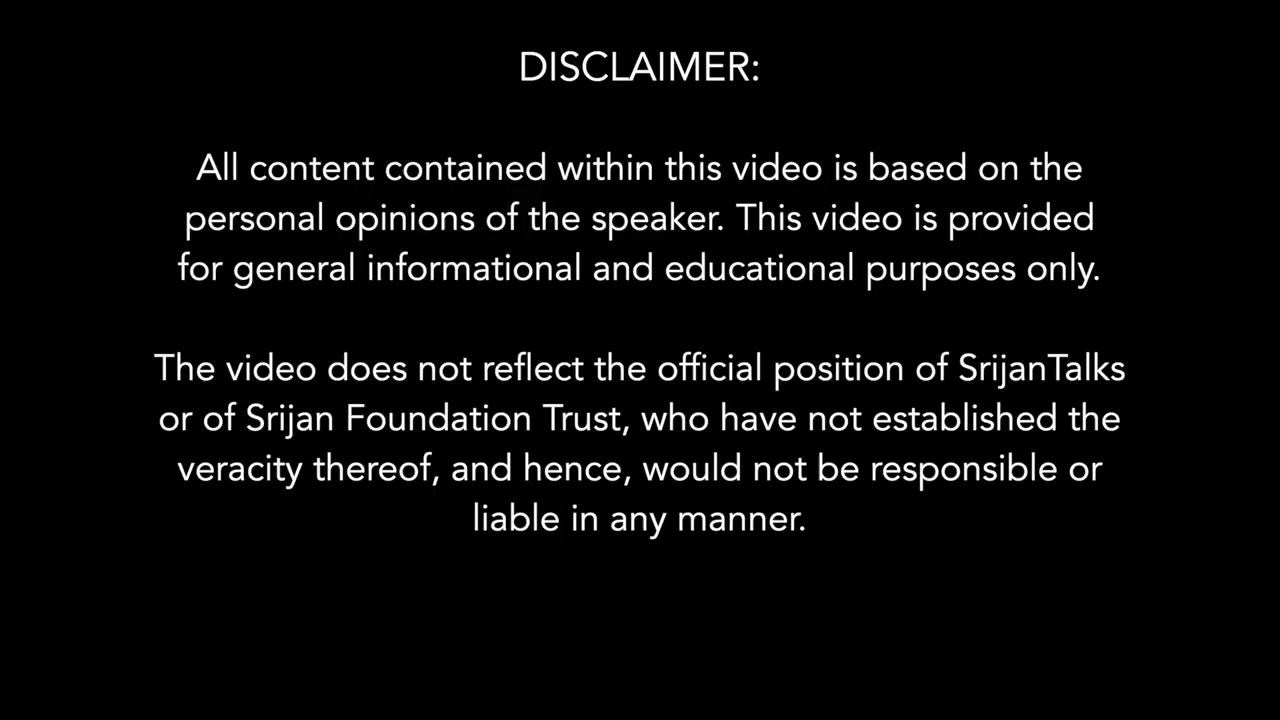 DISCLAIMER:
All content contained within this video is based on the
personal opinions of the speaker. This video is provided
for general informational and educational purposes only.
The video does not reflect the official position of SrijanTalks
or of Srijan Foundation Trust, who have not established the
veracity thereof, and hence, would not be responsible or
liable in any manner.